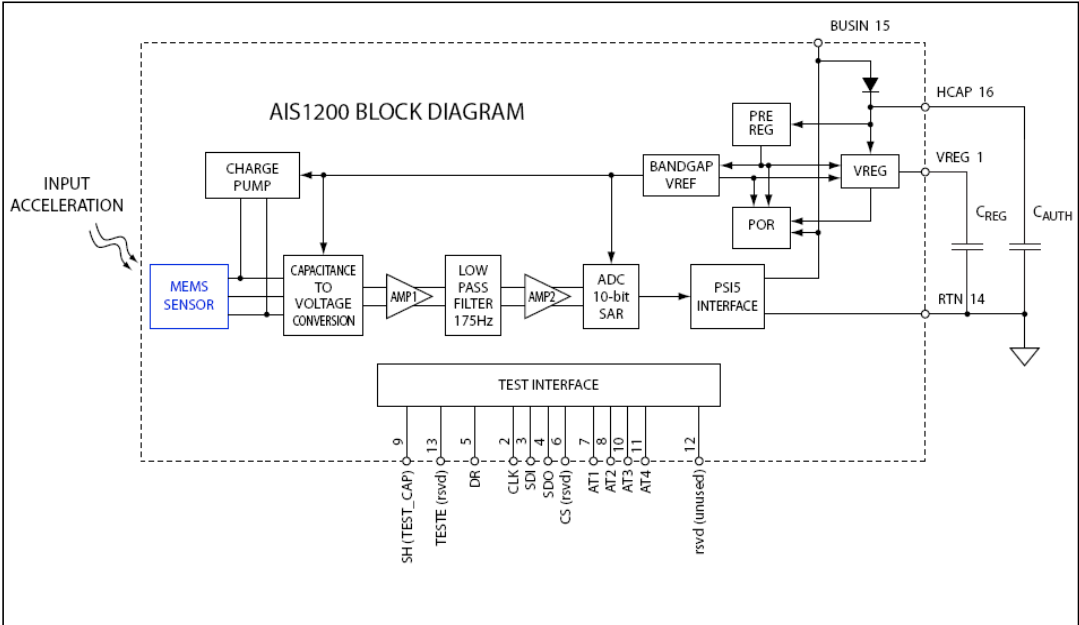 BUSIN 15
AIS1200 BLOCK DIAGRAM
HCAP 16
PRE
REG
CHARGE
PUMP
BANDGAP
VREF
VREG
VREG 1
INPUT
ACCELERATION
POR
CREG
CAUTH
MEMS
SENSOR
CAPACITANCE
TO
VOLTAGE
CONVERSION
AMP1
LOW
PASS
FILTER
175Hz
AMP2
ADC
10-bit
SAR
PSI5
INTERFACE
RTN 14
TEST INTERFACE
9
13
5
2
3
4
6
7
8
10
11
12
SH (TEST_CAP)
TESTE (rsvd)
DR
CLK
SDI
SDO
CS (rsvd)
AT1
AT2
AT3
AT4
rsvd (unused)